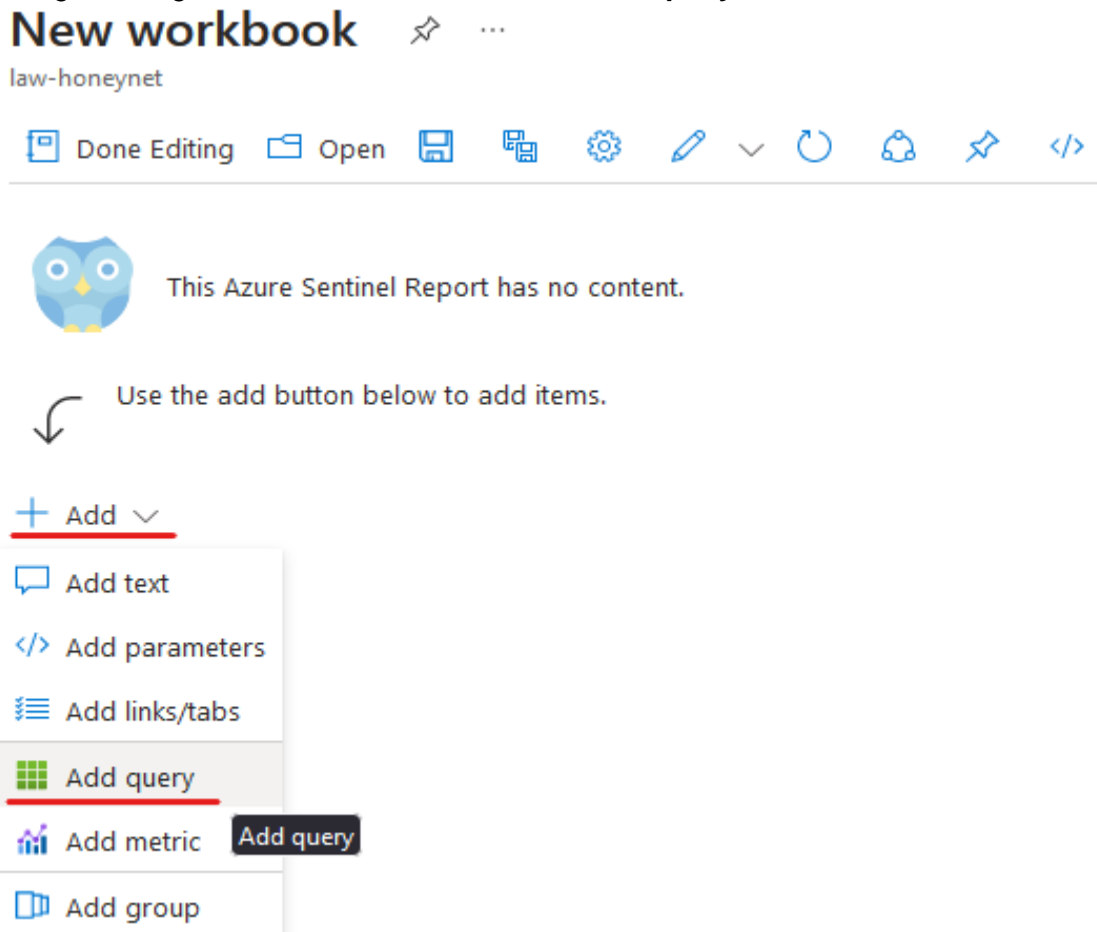 New workbook
law-honeynet
Done Editing Open
This Azure Sentinel Report has no content.
Use the add button below to add items.
Add
Add text
Add parameters
Add links/tabs
Add query
Add metric
Add query
Add group